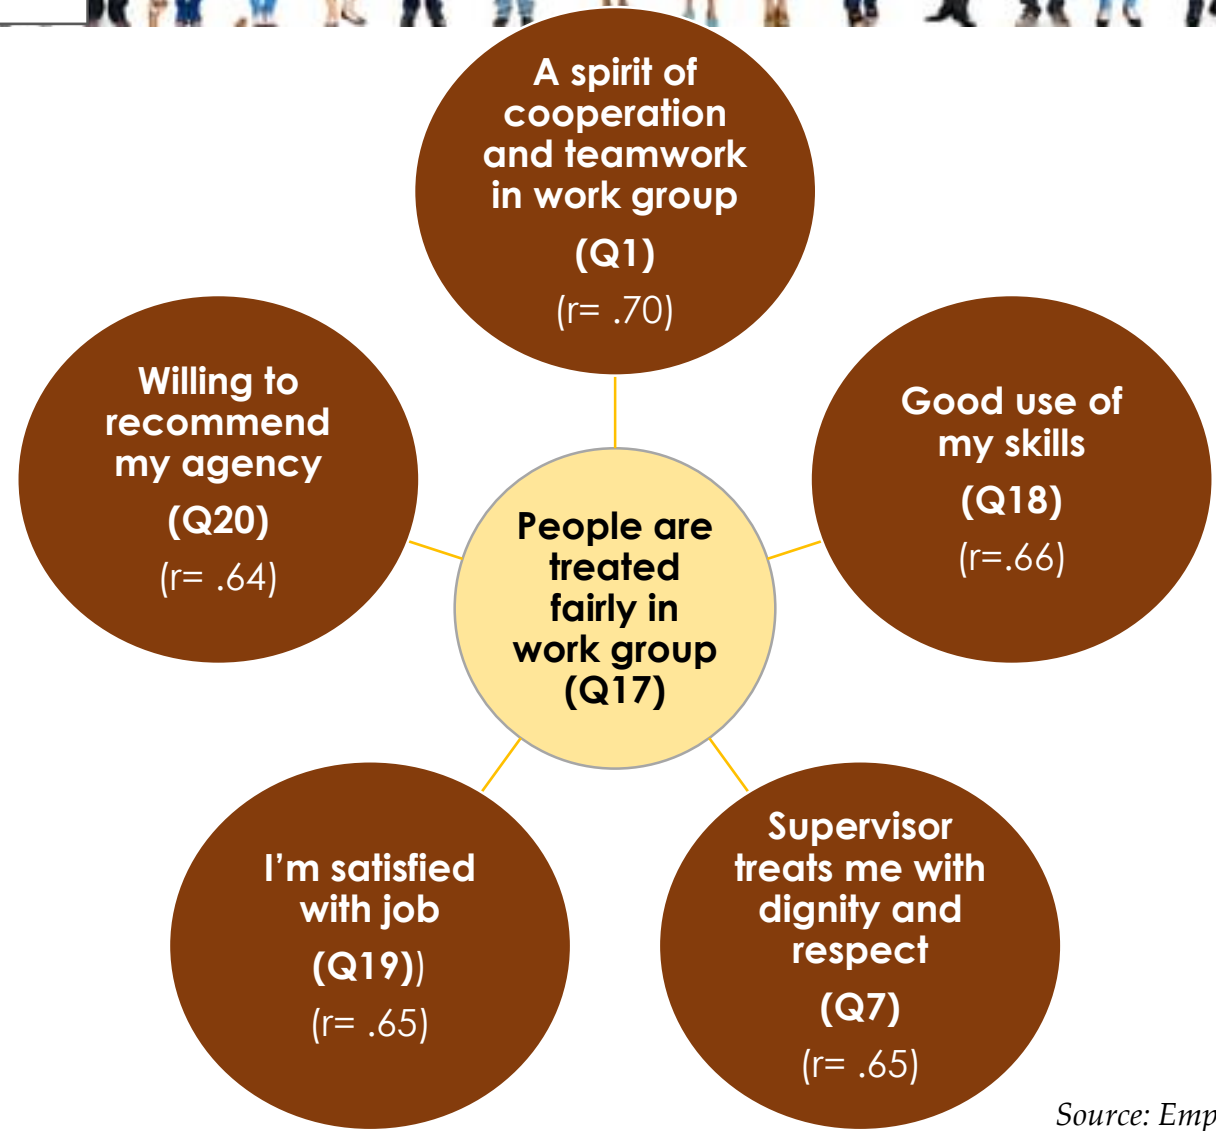 A spirit of
cooperation
and teamwork
in work group
(Q1)
(r= .70)
Good use of
my skills
(Q18)
(r=.66)
Supervisor
treats me with
dignity and
respect
(Q7)
(r= .65)
I’m satisfied
with job
(Q19))
(r= .65)
Willing to
recommend
my agency
(Q20)
(r= .64)
People are
treated
fairly in
work group
(Q17)
Source: Emp